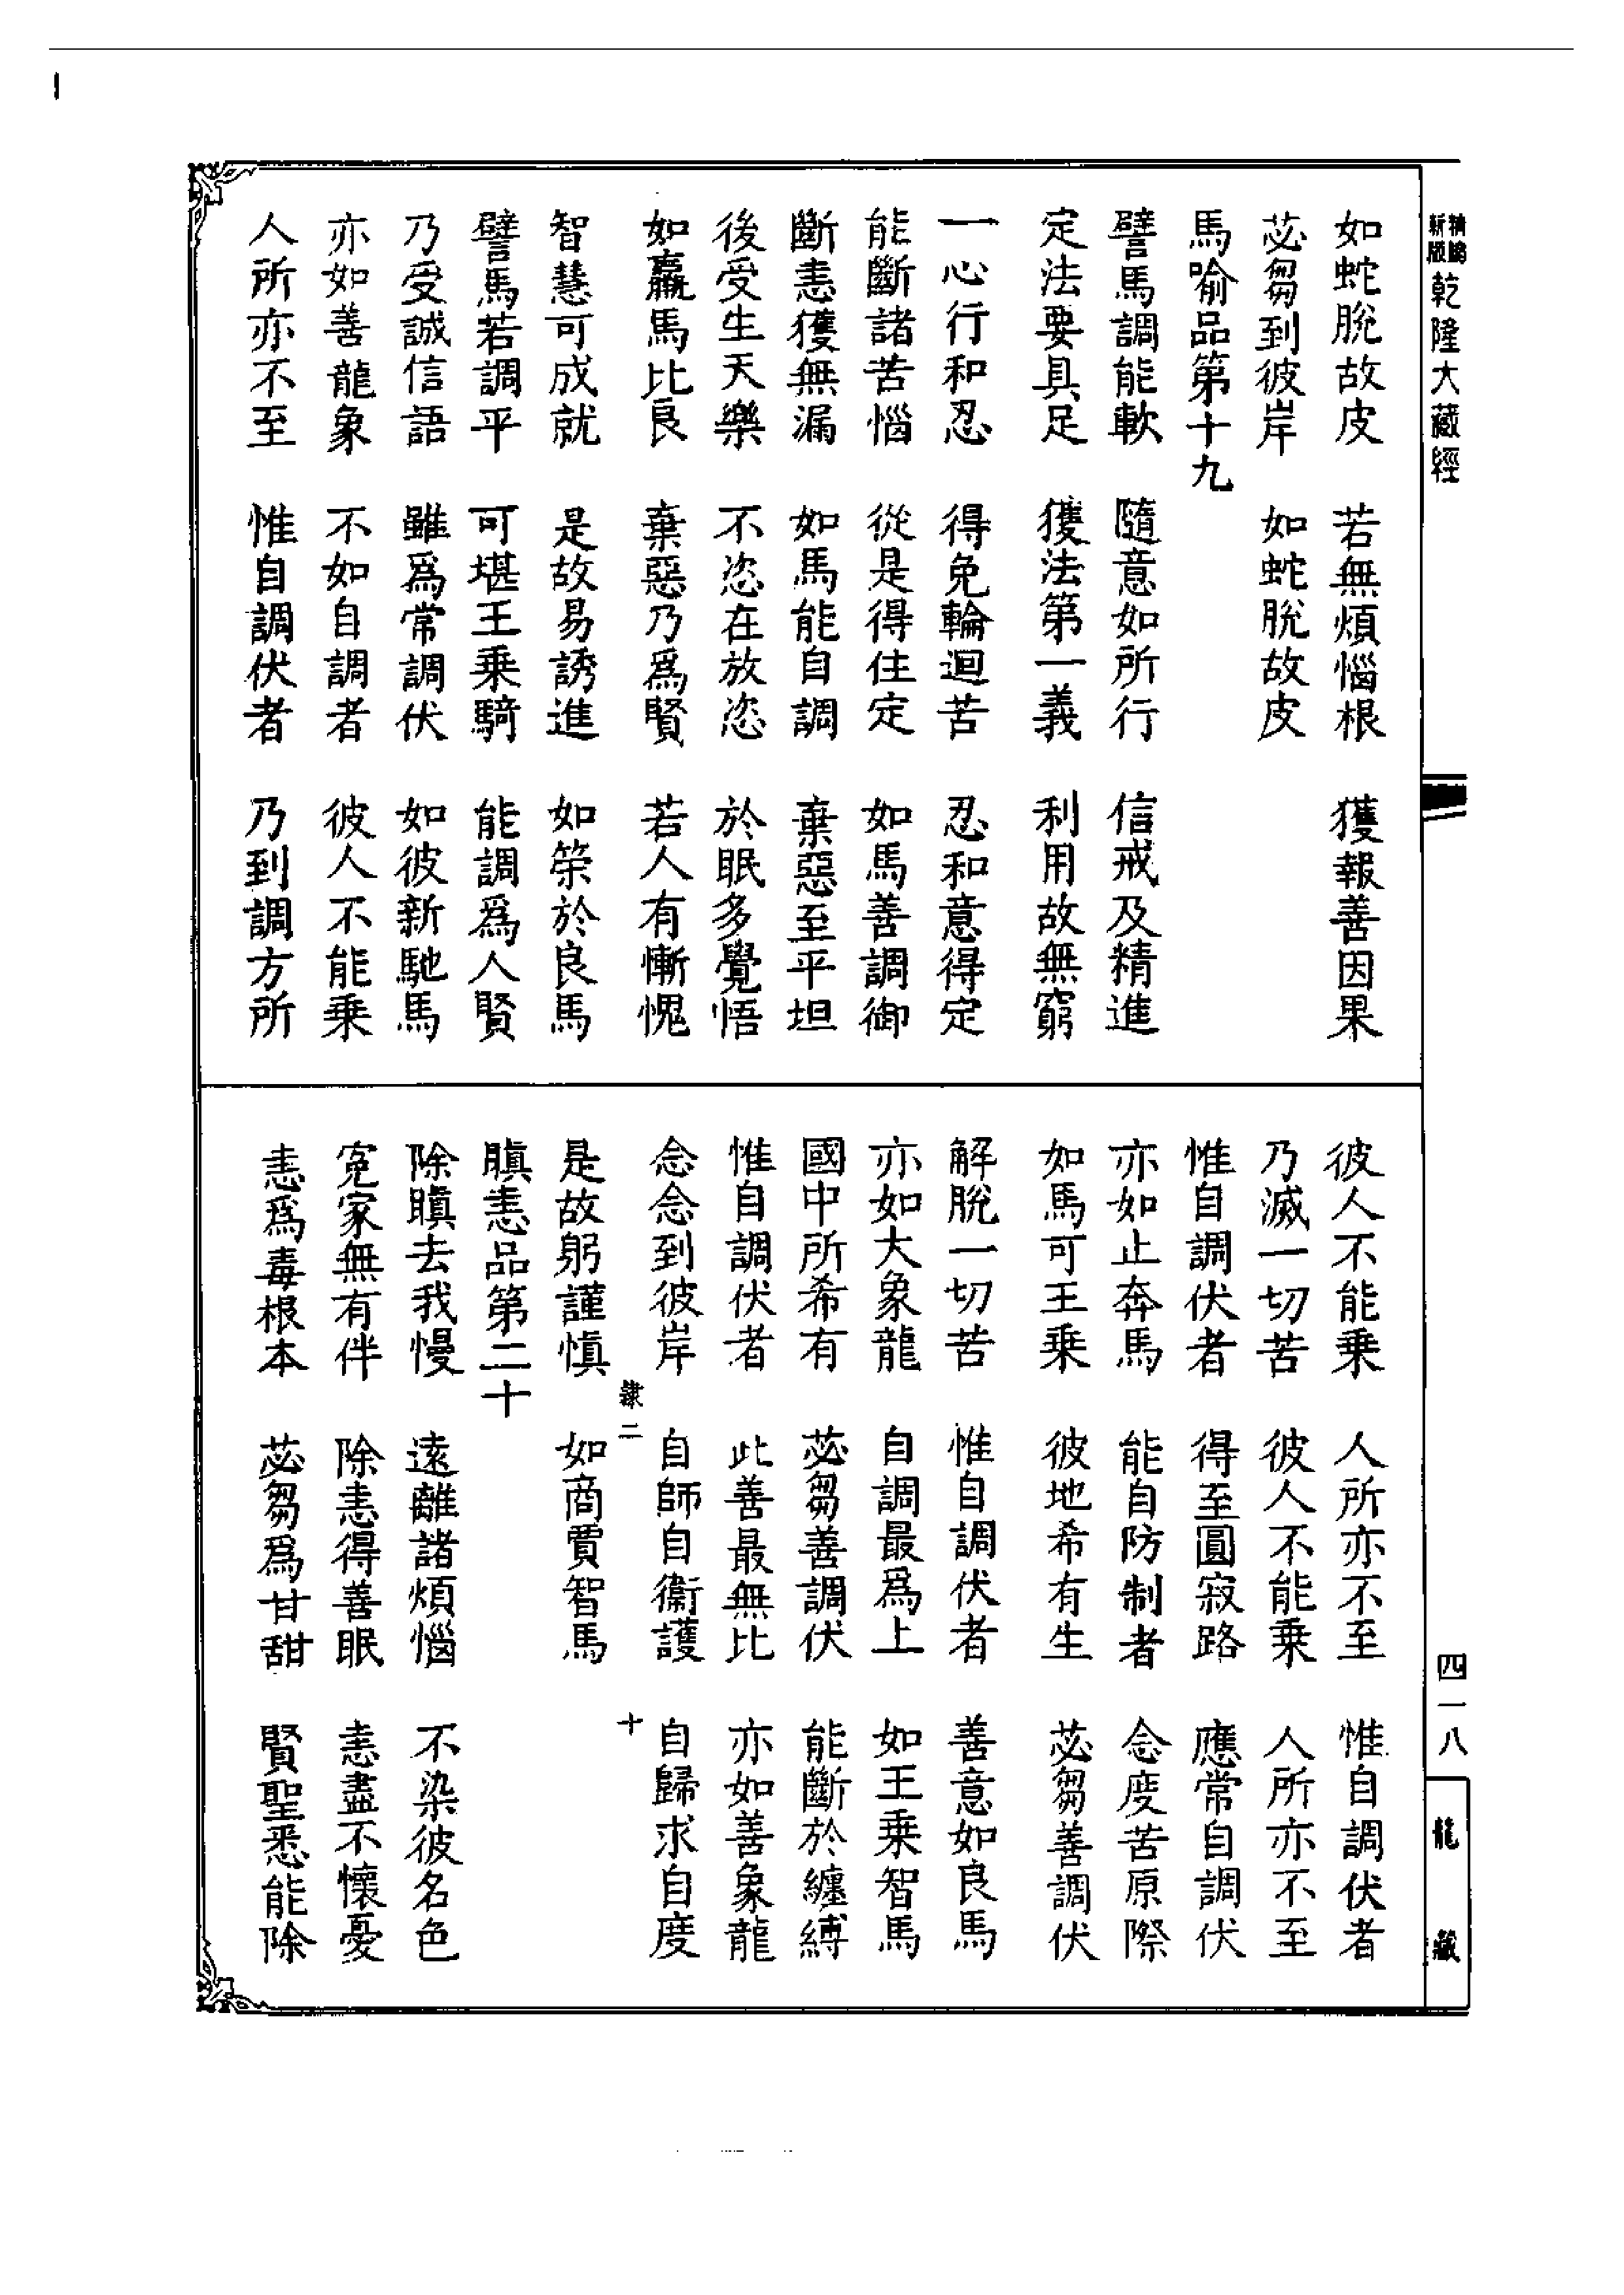 精縮新版乾隆大藏經
四一八
龍藏
如蛇脫故皮　若無煩惱根　獲報善因果
苾芻到彼岸　如蛇脫故皮
馬喻品第十九
譬馬調能軟　隨意如所行　信戒及精進
定法要具足　獲法第一義　利用故無窮
一心行和忍　得免輪迴苦　忍和意得定
能斷諸苦惱　從是得住定　如馬善調御
斷恚獲無漏　如馬能自調　棄惡至平坦
後受生天樂　不恣在放恣　於眠多覺悟
如羸馬比良　棄惡乃爲賢　若人有慚愧
智慧可成就　是故易誘進　如䇿於良馬
譬馬若調平　可堪王乘騎　能調爲人賢
乃受誠信語　雖爲常調伏　如彼新馳馬
亦如善龍象　不如自調者　彼人不能乘
人所亦不至　惟自調伏者　乃到調方所
彼人不能乘　人所亦不至　惟自調伏者
乃滅一切苦　彼人不能乘　人所亦不至
惟自調伏者　得至圓寂路　應常自調伏
亦如止奔馬　能自防制者　念度苦原際
如馬可王乘　彼地希有生　苾芻善調伏
解脫一切苦　惟自調伏者　善意如良馬
亦如大象龍　自調最爲上　如王乘智馬
國中所希有　苾芻善調伏　能斷於纏縛
惟自調伏者　此善最無比　亦如善象龍
念念到彼岸　自師自衞護　自歸求自度
隸二　十
是故躬謹愼　如商賈智馬
瞋恚品第二十
除瞋去我慢　遠離諸煩惱　不染彼名色
冤家無有伴　除恚得善眠　恚盡不懷憂
恚爲毒根本　苾芻爲甘甜　賢聖悉能除